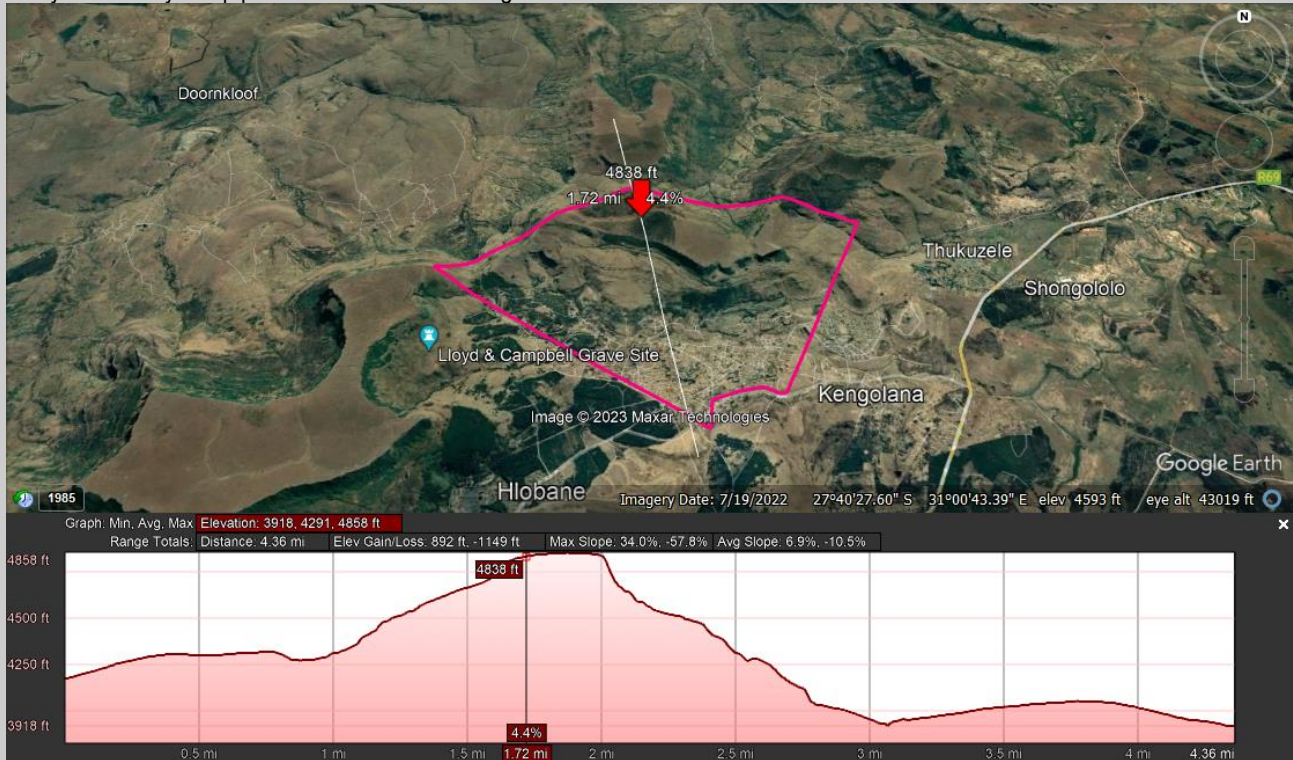 N
Doornkloof
4838 ft
1.72 mi 4.4%
R69
Thukuzele
Shongololo
Lloyd & Campbell Grave Site
Kengolana
Image © 2023 Maxar Technologies
Google Earth
Hlobane
1985
Imagery Date: 7/19/2022 27°40'27.60" S 31°00'43.39" E elev 4593 ft eye alt 43019 ft
Graph: Min, Avg, Max Elevation: 3918, 4291, 4858 ft
Range Totals: Distance: 4.36 mi Elev Gain/Loss: 892 ft, -1149 ft Max Slope: 34.0%, -57.8% Avg Slope: 6.9%, -10.5%
4858 ft
4838 ft
4500 ft
4250 ft
3918 ft
4.4%
0.5 mi 1 mi 1.5 mi 1.72 mi 2 mi 2.5 mi 3 mi 3.5 mi 4 mi 4.36 mi